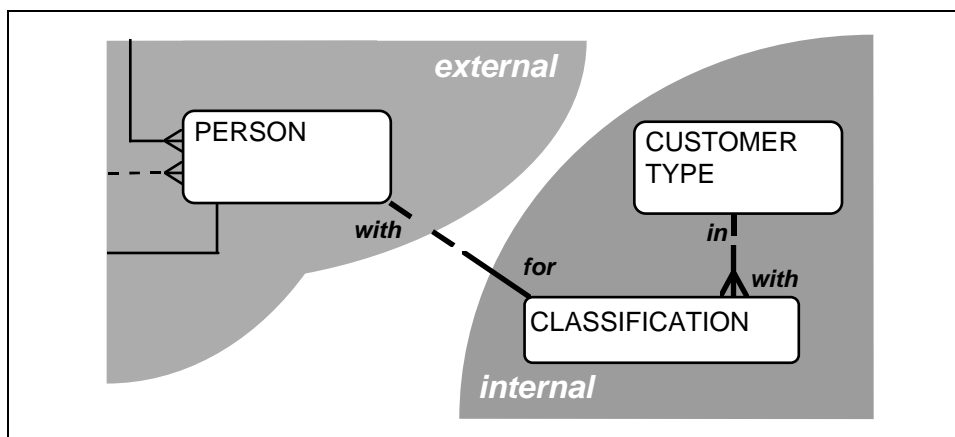 external
PERSON
CUSTOMER
TYPE
with
in
for
with
CLASSIFICATION
internal